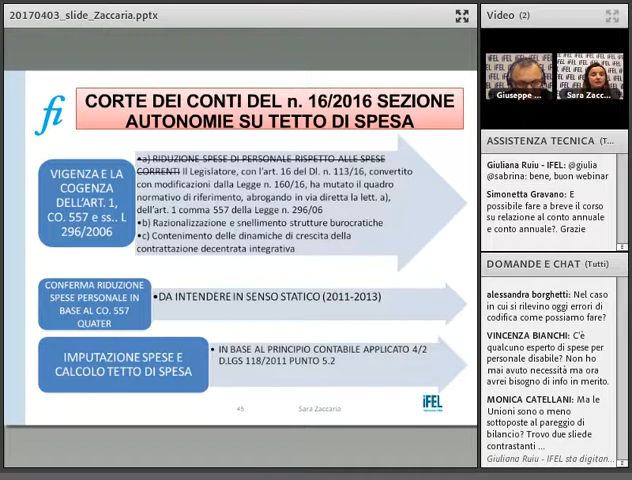 20170403_slide_Zaccaria.pptx
fi
CORTE DEI CONTI DEL n. 16/2016 SEZIONE
AUTONOMIE SU TETTO DI SPESA
VIGENZA E LA
COGENZA
DELL'ART. 1,
CO. 557 e ss.. L
296/2006
•a) RIDUZIONE SPESE DI PERSONALE RISPETTO ALLE SPESE
CORRENTI Il Legislatore, con l'art. 16 del Dl. n. 113/16, convertito
con modificazioni dalla Legge n. 160/16, ha mutato il quadro
normativo di riferimento, abrogando in via diretta la lett. a),
dell'art. 1 comma 557 della Legge n. 296/06
•b) Razionalizzazione e snellimento strutture burocratiche
•c) Contenimento delle dinamiche di crescita della
contrattazione decentrata integrativa
CONFERMA RIDUZIONE
SPESE PERSONALE IN
BASE AL CO. 557
QUATER
•DA INTENDERE IN SENSO STATICO (2011-2013)
IMPUTAZIONE SPESE E
CALCOLO TETTO DI SPESA
• IN BASE AL PRINCIPIO CONTABILE APPLICATO 4/2
D.LGS 118/2011 PUNTO 5.2
45
Sara Zaccaria
iFEL
Video (2)
Giuseppe ...
Sara Zacc...
ASSISTENZA TECNICA (T...
Giuliana Ruiu - IFEL: @giulia
@sabrina: bene, buon webinar
Simonetta Gravano: E
possibile fare a breve il corso
su relazione al conto annuale
e conto annuale?. Grazie
DOMANDE E CHAT (Tutti)
alessandra borghetti: Nel caso
in cui si rilevino oggi errori di
codifica come possiamo fare?
VINCENZA BIANCHI: C'è
qualcuno esperto di spese per
personale disabile? Non ho
mai avuto necessità ma ora
avrei bisogno di info in merito.
MONICA CATELLANI: Ma le
Unioni sono o meno
sottoposte al pareggio di
bilancio? Trovo due sliede
contrastanti ...
Giuliana Ruiu - IFEL sta digitan...